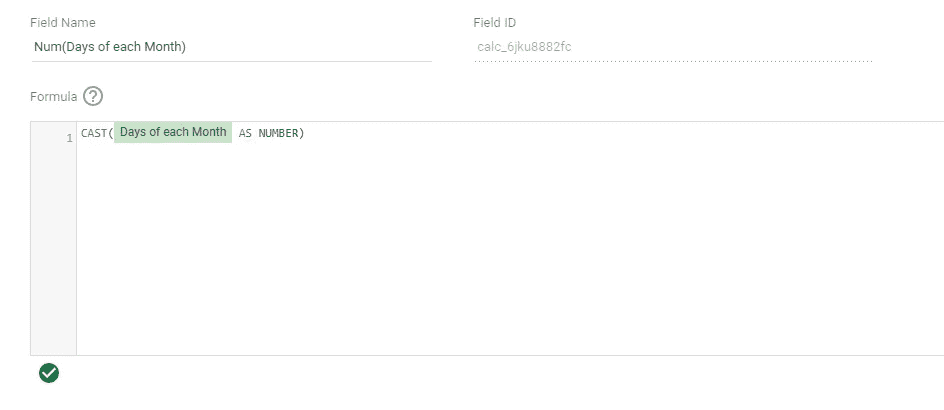 Field Name
Field ID
Num(Days of each Month)
calc_6jku8882fc
Formula ?
1 CAST( Days of each Month AS NUMBER)